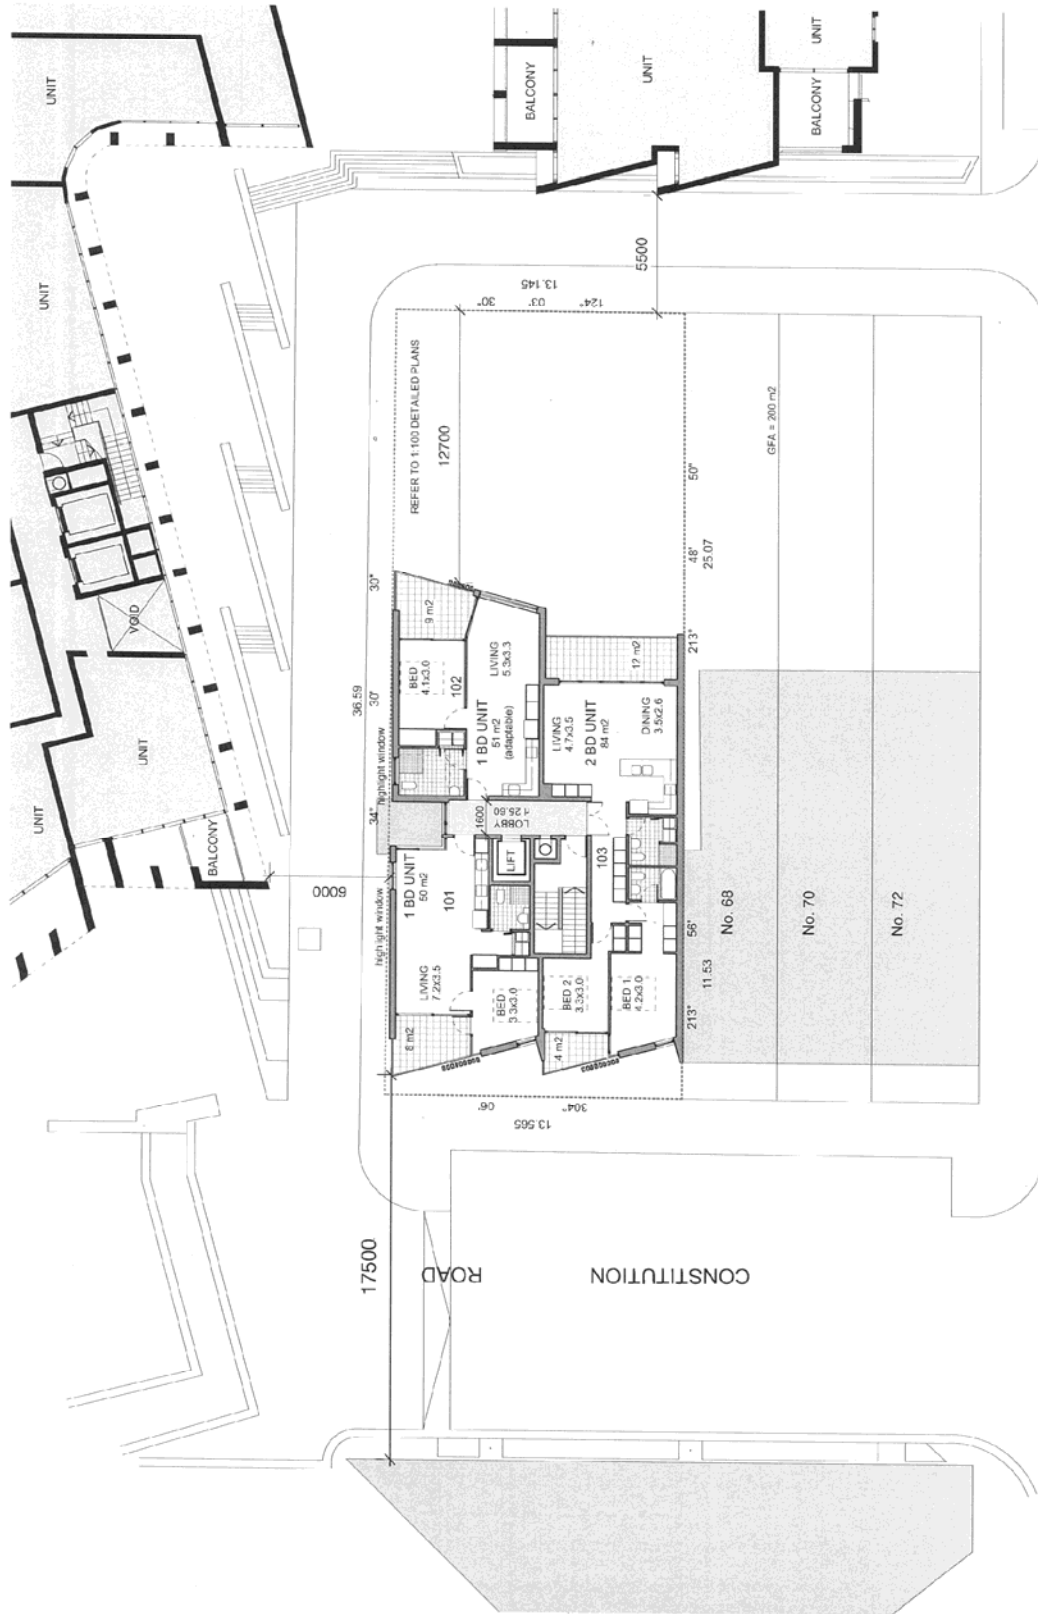 UNIT
UNIT
UNIT
UNIT
BALCONY
BALCONY
UNIT
5500
13.145
124° 03' 30"
REFER TO 1:100 DETAILED PLANS
12700
GFA = 200 m2
VOID
UNIT
UNIT
BALCONY
6000
36.59
34° 30' 30"
highlight window
highlight window
9 m2
BED
4.1x3.0
102
LIVING
5.3x3.3
1 BD UNIT
51 m2
(adaptable)
12 m2
LIVING
4.7x3.5
2 BD UNIT
84 m2
DINING
3.5x2.6
213° 48' 50"
25.07
1600
LOBBY
LIFT
1 BD UNIT
50 m2
101
LIVING
7.2x3.5
103
BED
3.3x3.0
BED 2
3.3x3.0
BED 1
4.2x3.0
4 m2
213° 56'
11.53
304° 06'
13.565
No. 68
No. 70
No. 72
17500
CONSTITUTION ROAD